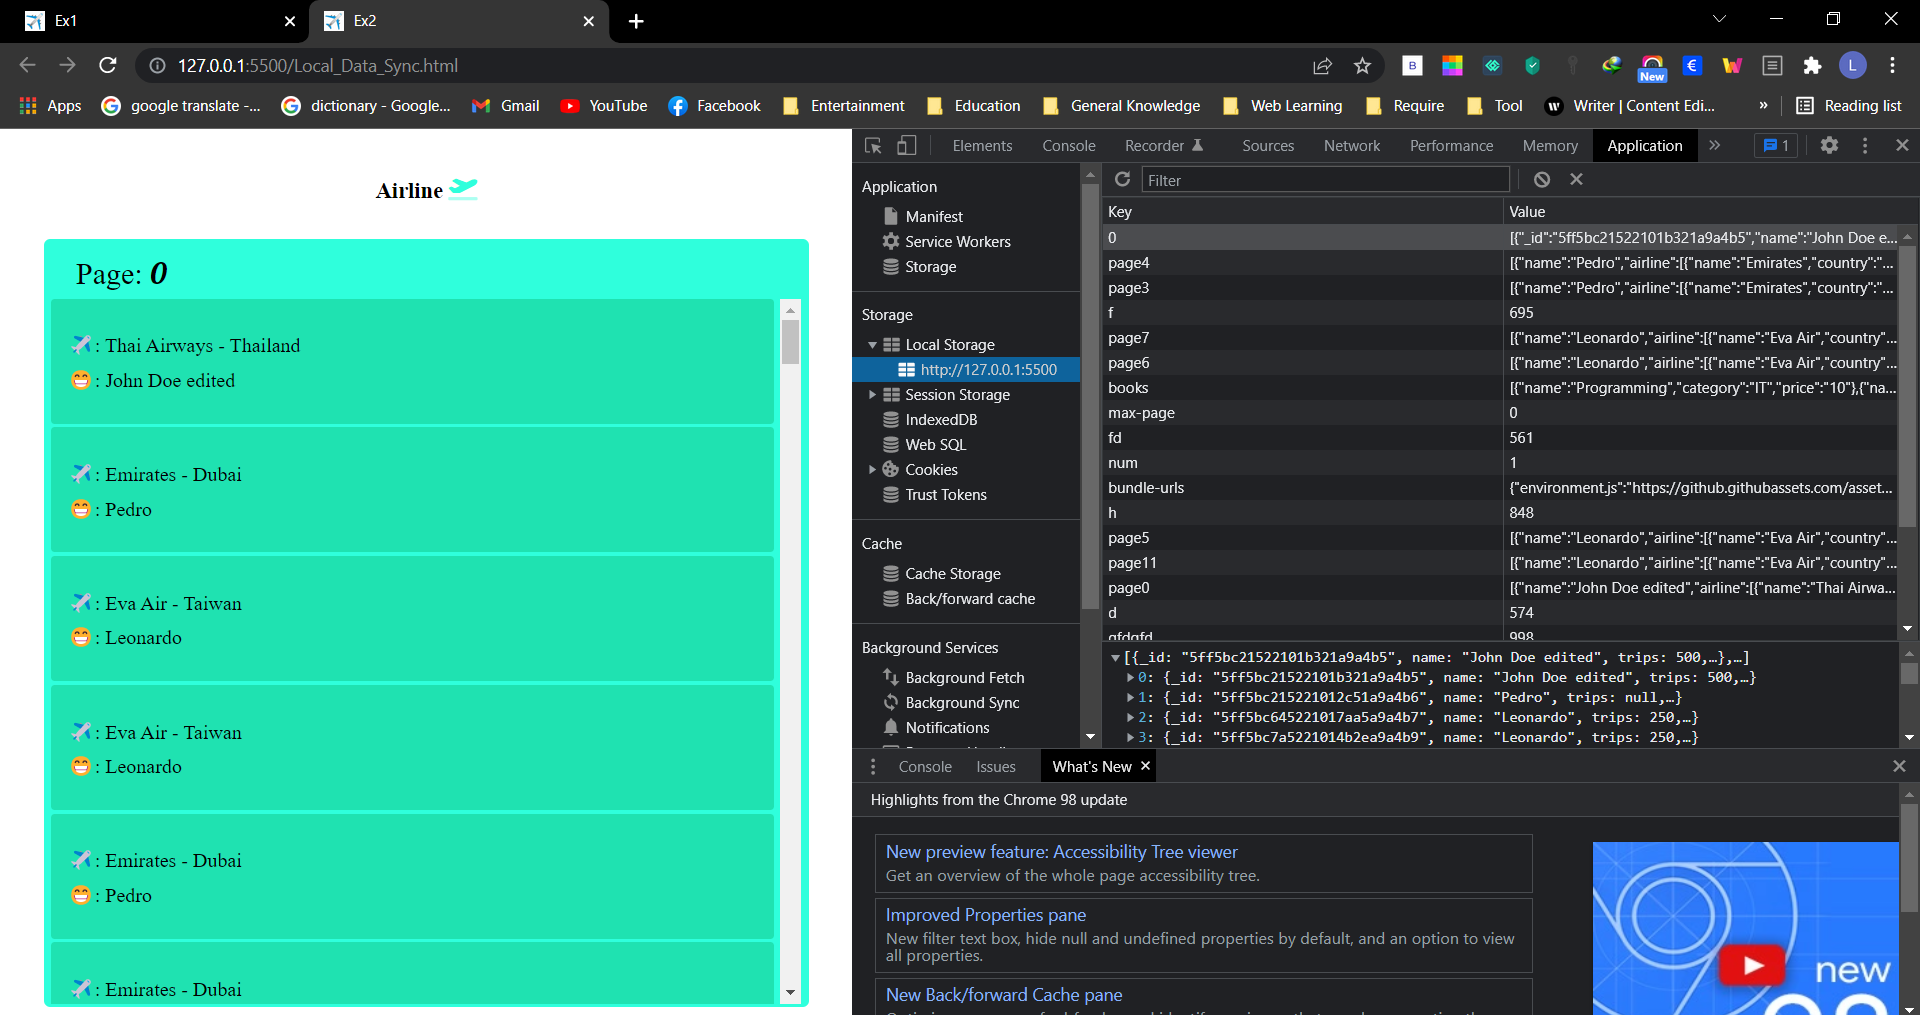 Ex1
Ex2
127.0.0.1:5500/Local_Data_Sync.html
B
New
€
L
Apps
google translate -...
dictionary - Google...
Gmail
YouTube
Facebook
Entertainment
Education
General Knowledge
Web Learning
Require
Tool
W
Writer | Content Edi...
»
Reading list
Airline
Page: 0
: Thai Airways - Thailand
: John Doe edited
: Emirates - Dubai
: Pedro
: Eva Air - Taiwan
: Leonardo
: Eva Air - Taiwan
: Leonardo
: Emirates - Dubai
: Pedro
: Emirates - Dubai
Elements
Console
Recorder
Sources
Network
Performance
Memory
Application
»
1
Application
Manifest
Service Workers
Storage
Storage
Local Storage
http://127.0.0.1:5500
Session Storage
IndexedDB
Web SQL
Cookies
Trust Tokens
Cache
Cache Storage
Back/forward cache
Background Services
Background Fetch
Background Sync
Notifications
Filter
Key Value
0 [{"_id":"5ff5bc21522101b321a9a4b5","name":"John Doe e...
page4 [{"name":"Pedro","airline":[{"name":"Emirates","country":"...
page3 [{"name":"Pedro","airline":[{"name":"Emirates","country":"...
f 695
page7 [{"name":"Leonardo","airline":[{"name":"Eva Air","country"...
page6 [{"name":"Leonardo","airline":[{"name":"Eva Air","country"...
books [{"name":"Programming","category":"IT","price":"10"},{"na...
max-page 0
fd 561
num 1
bundle-urls {"environment.js":"https://github.githubassets.com/asset...
h 848
page5 [{"name":"Leonardo","airline":[{"name":"Eva Air","country"...
page11 [{"name":"Leonardo","airline":[{"name":"Eva Air","country"...
page0 [{"name":"John Doe edited","airline":[{"name":"Thai Airwa...
d 574
gfdgfd 998
[{_id: "5ff5bc21522101b321a9a4b5", name: "John Doe edited", trips: 500,…},…]
0: {_id: "5ff5bc21522101b321a9a4b5", name: "John Doe edited", trips: 500,…}
1: {_id: "5ff5bc215221012c51a9a4b6", name: "Pedro", trips: null,…}
2: {_id: "5ff5bc645221017aa5a9a4b7", name: "Leonardo", trips: 250,…}
3: {_id: "5ff5bc7a5221014b2ea9a4b9", name: "Leonardo", trips: 250,…}
Console
Issues
What's New
Highlights from the Chrome 98 update
New preview feature: Accessibility Tree viewer
Get an overview of the whole page accessibility tree.
Improved Properties pane
New filter text box, hide null and undefined properties by default, and an option to view
all properties.
New Back/forward Cache pane
new